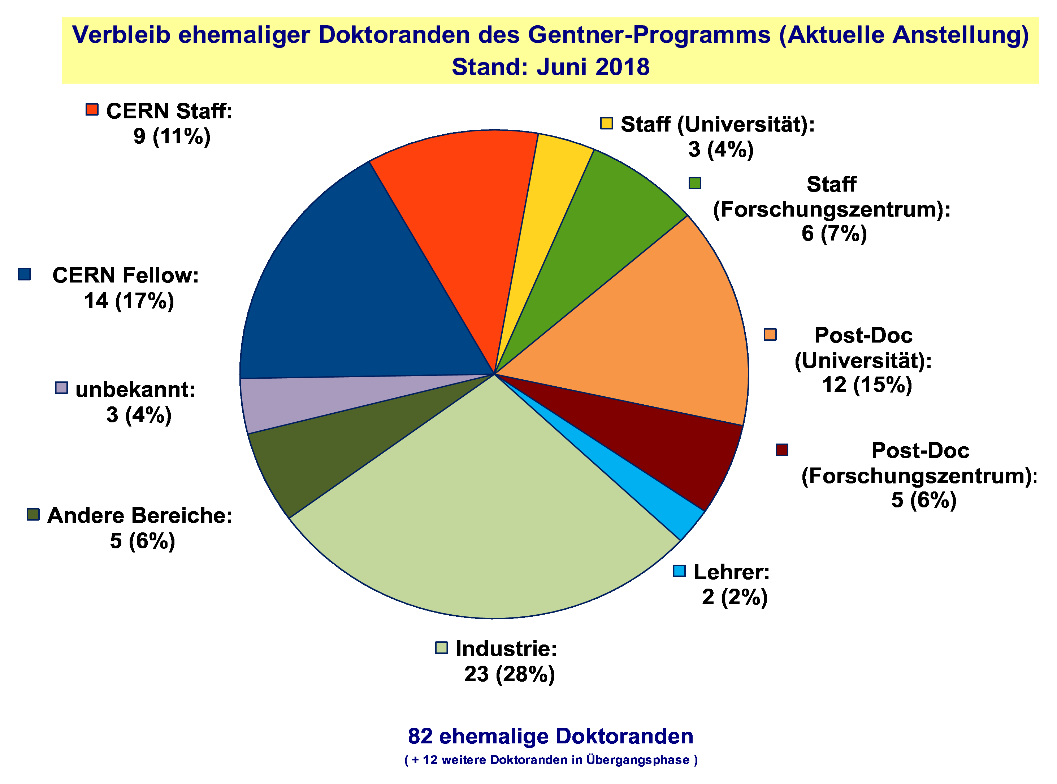 Verbleib ehemaliger Doktoranden des Gentner-Programms (Aktuelle Anstellung)
Stand: Juni 2018
CERN Staff:
9 (11%)
Staff (Universität):
3 (4%)
Staff
(Forschungszentrum):
6 (7%)
CERN Fellow:
14 (17%)
Post-Doc
(Universität):
12 (15%)
unbekannt:
3 (4%)
Post-Doc
(Forschungszentrum):
5 (6%)
Andere Bereiche:
5 (6%)
Lehrer:
2 (2%)
Industrie:
23 (28%)
82 ehemalige Doktoranden
( + 12 weitere Doktoranden in Übergangsphase )